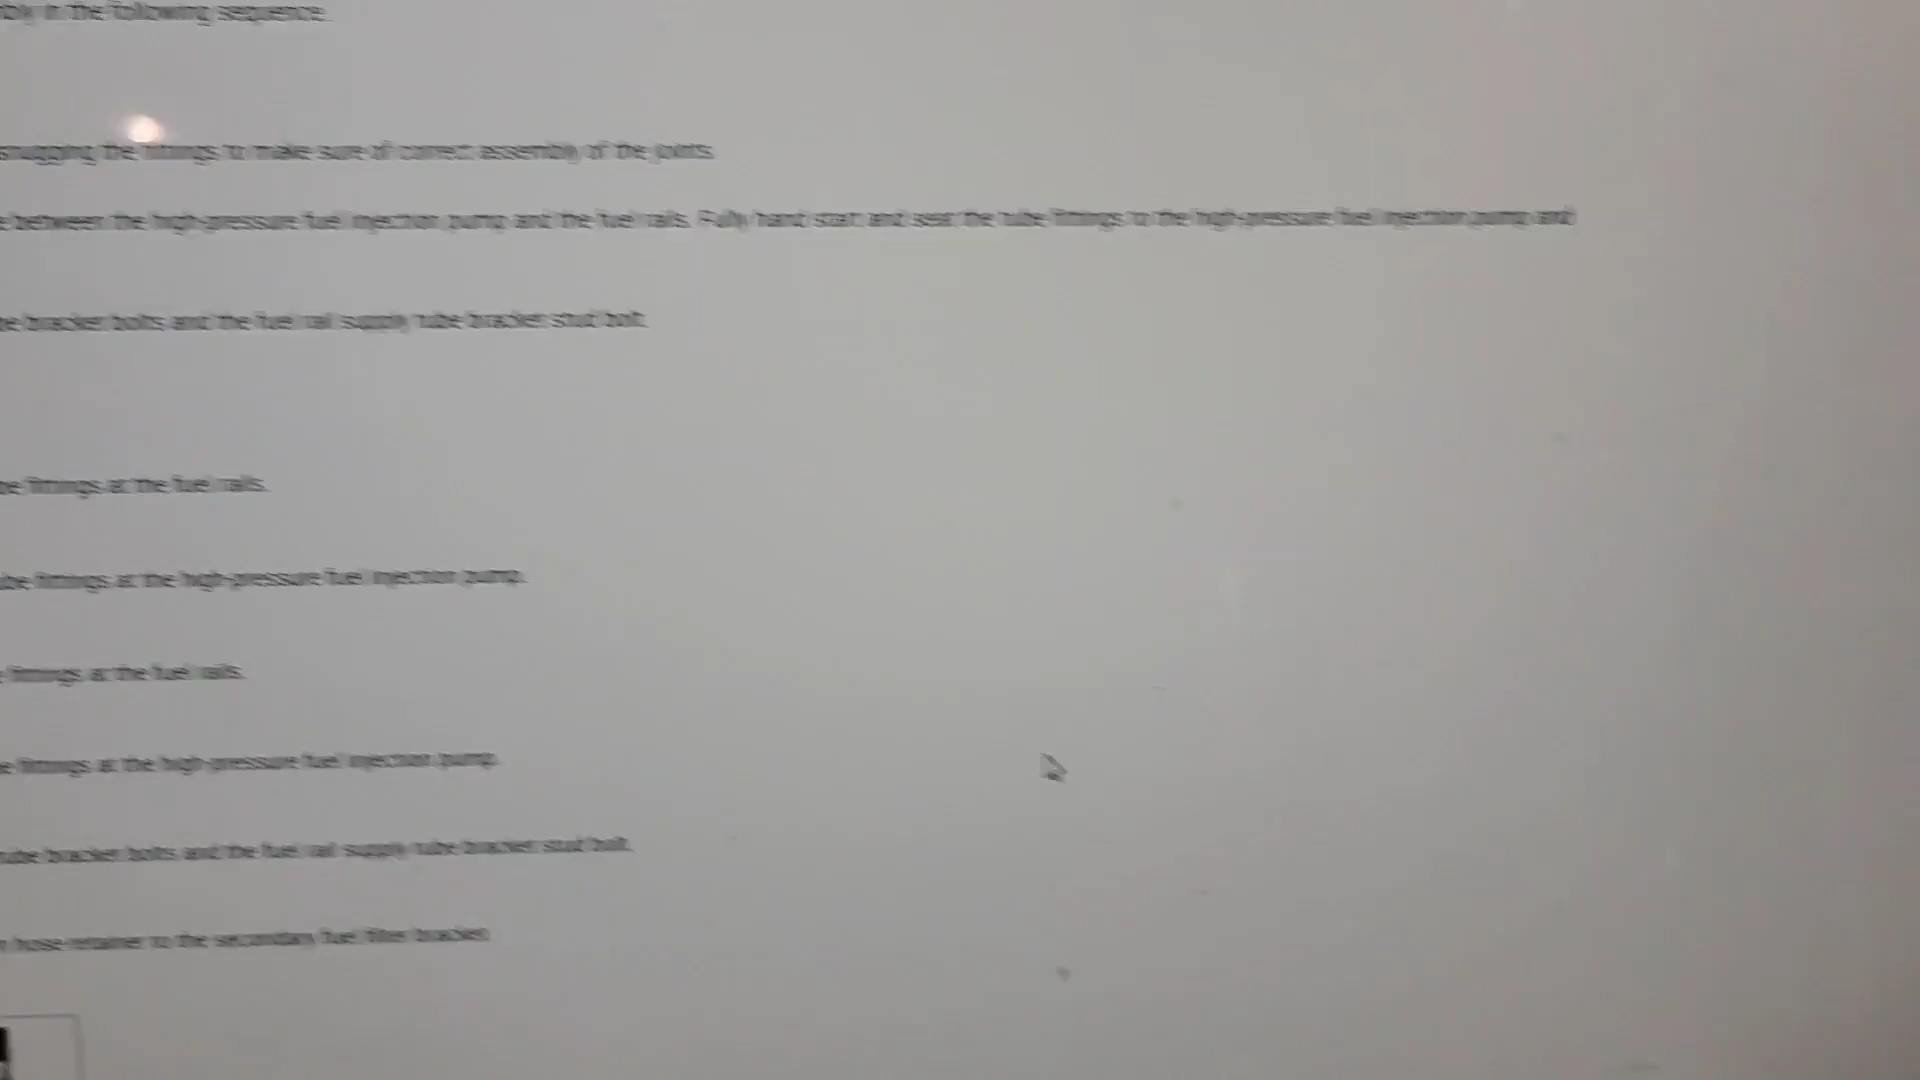 in the following sequence.
snugging the fittings to make sure of correct assembly of the joints.
between the high-pressure fuel injection pump and the fuel rails. Fully hand start and seat the tube fittings to the high-pressure fuel injection pump and
bracket bolts and the fuel rail supply tube bracket stud bolt.
fittings at the fuel rails.
fittings at the high-pressure fuel injection pump.
fittings at the fuel rails.
fittings at the high-pressure fuel injection pump.
tube bracket bolts and the fuel rail supply tube bracket stud bolt.
hose retainer to the secondary fuel filter bracket.